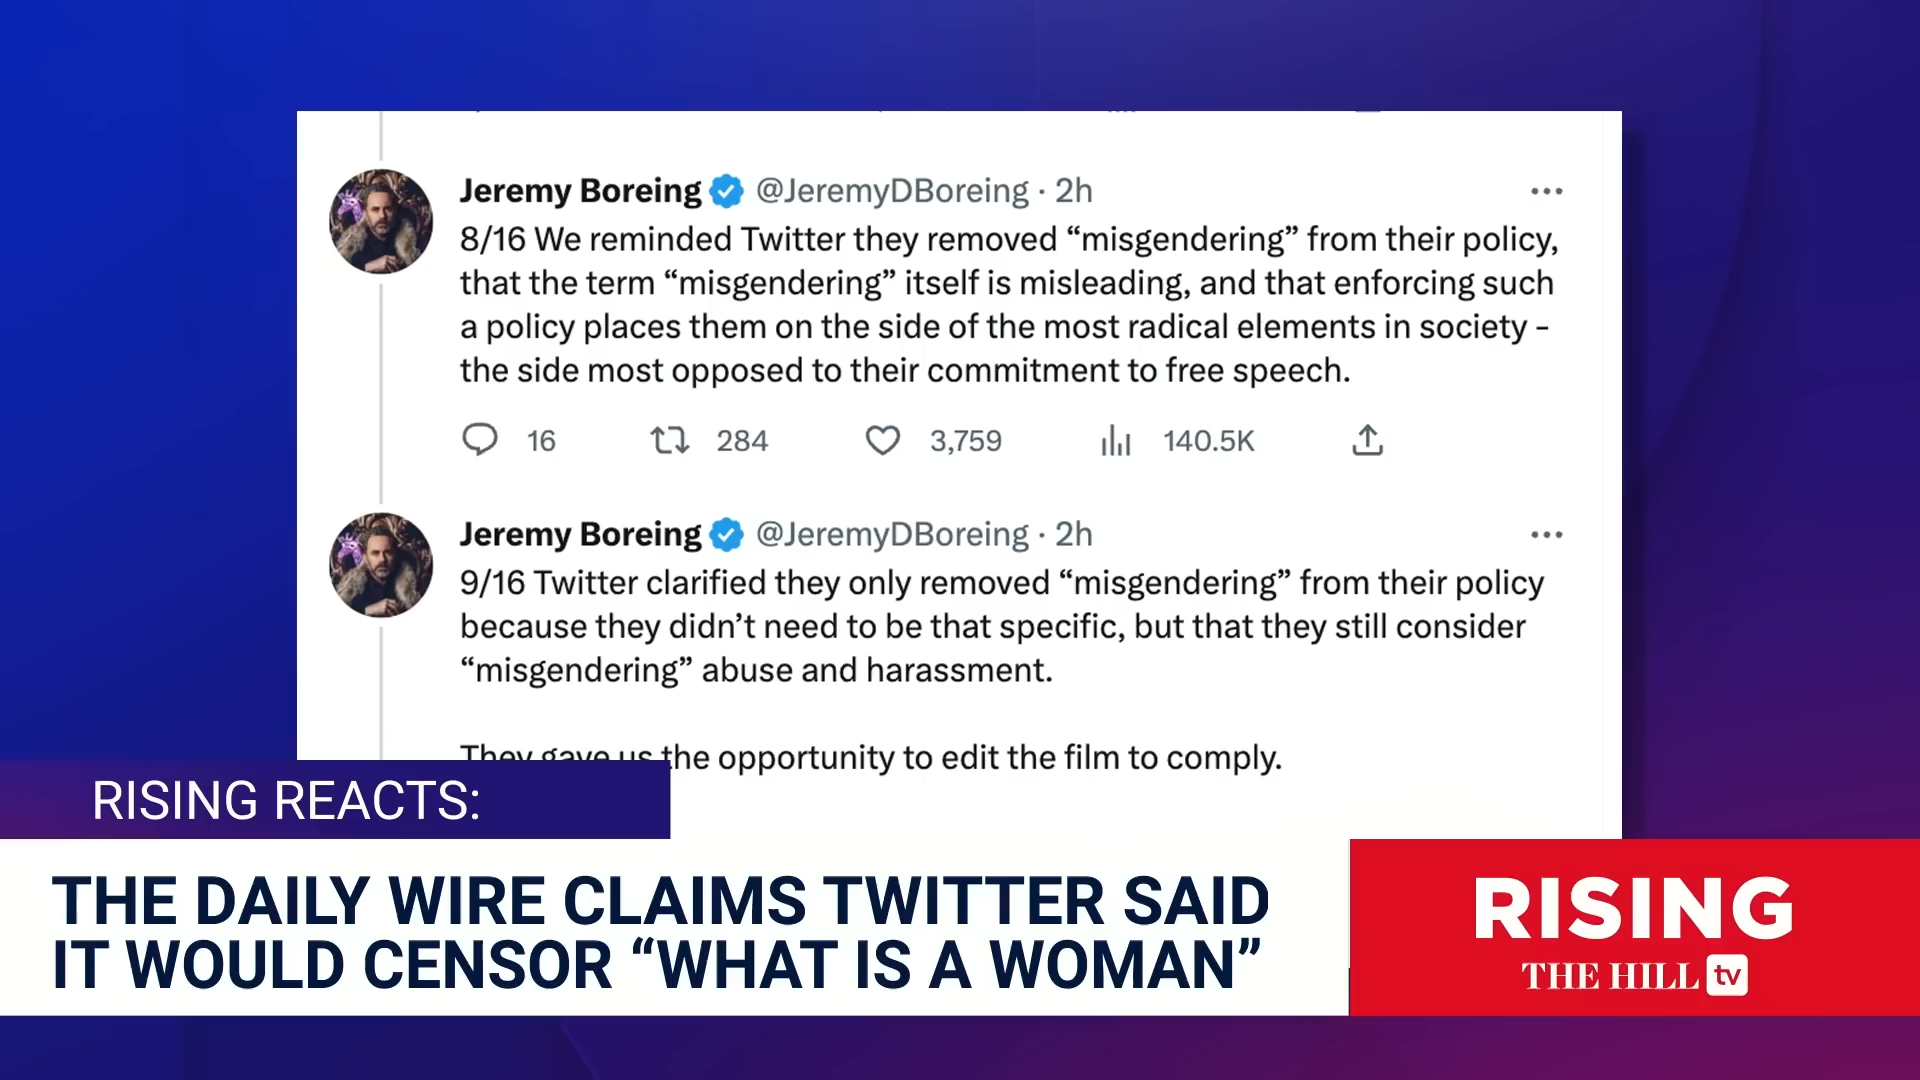 Jeremy Boreing @JeremyDBoreing · 2h
8/16 We reminded Twitter they removed “misgendering” from their policy,
that the term “misgendering” itself is misleading, and that enforcing such
a policy places them on the side of the most radical elements in society -
the side most opposed to their commitment to free speech.
16 284 3,759 140.5K
Jeremy Boreing @JeremyDBoreing · 2h
9/16 Twitter clarified they only removed “misgendering” from their policy
because they didn’t need to be that specific, but that they still consider
“misgendering” abuse and harassment.
They gave us the opportunity to edit the film to comply.
RISING REACTS:
THE DAILY WIRE CLAIMS TWITTER SAID
IT WOULD CENSOR “WHAT IS A WOMAN”
RISING
THE HILL tv